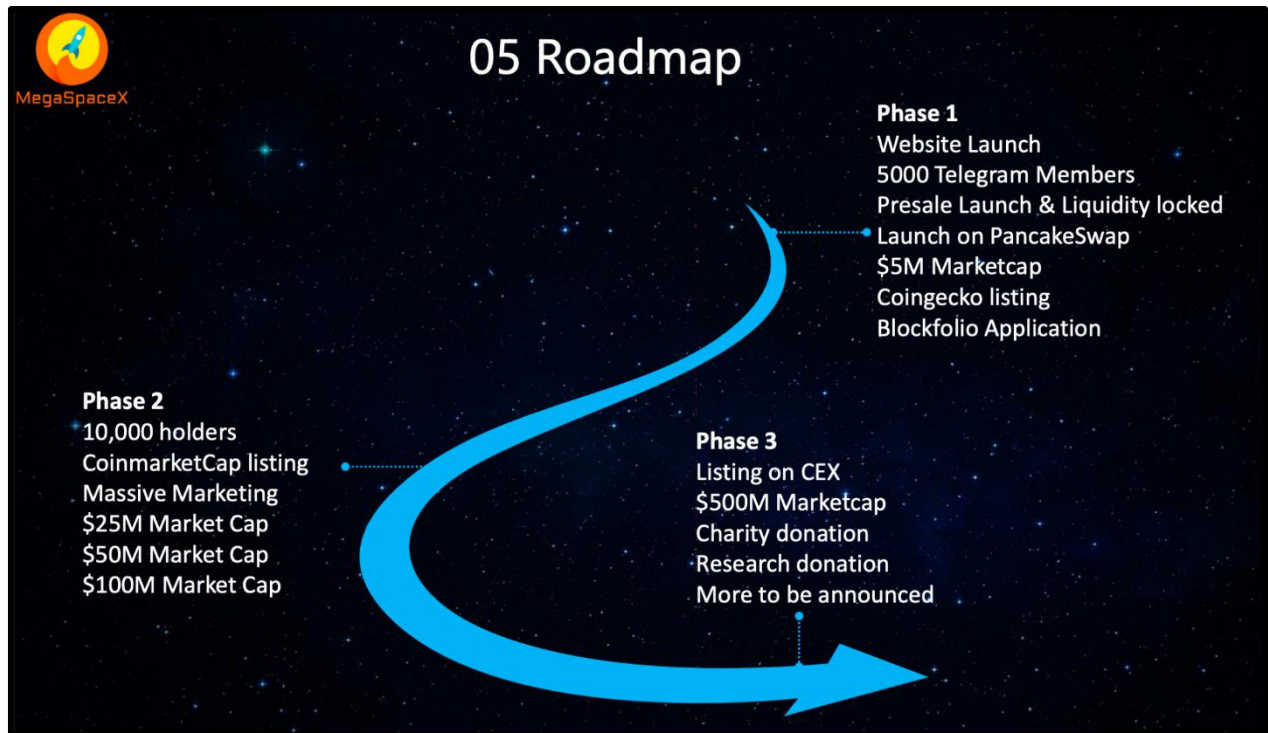 MegaSpaceX
05 Roadmap
Phase 1
Website Launch
5000 Telegram Members
Presale Launch & Liquidity locked
Launch on PancakeSwap
$5M Marketcap
Coingecko listing
Blockfolio Application
Phase 2
10,000 holders
CoinmarketCap listing
Massive Marketing
$25M Market Cap
$50M Market Cap
$100M Market Cap
Phase 3
Listing on CEX
$500M Marketcap
Charity donation
Research donation
More to be announced